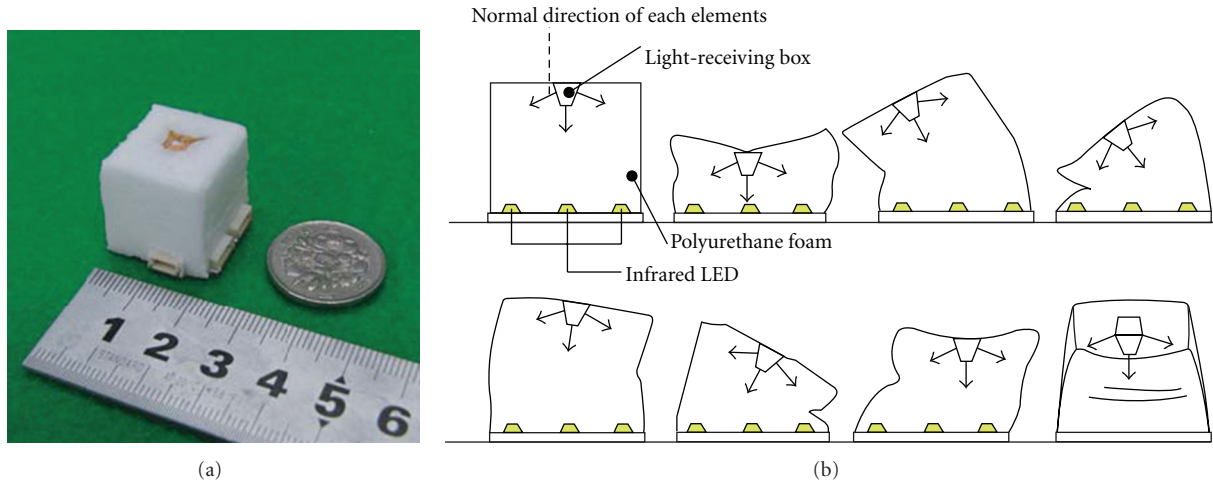 Normal direction of each elements
Light-receiving box
Polyurethane foam
Infrared LED
1 2 3 4 5 6
STANDARD
(a)
(b)